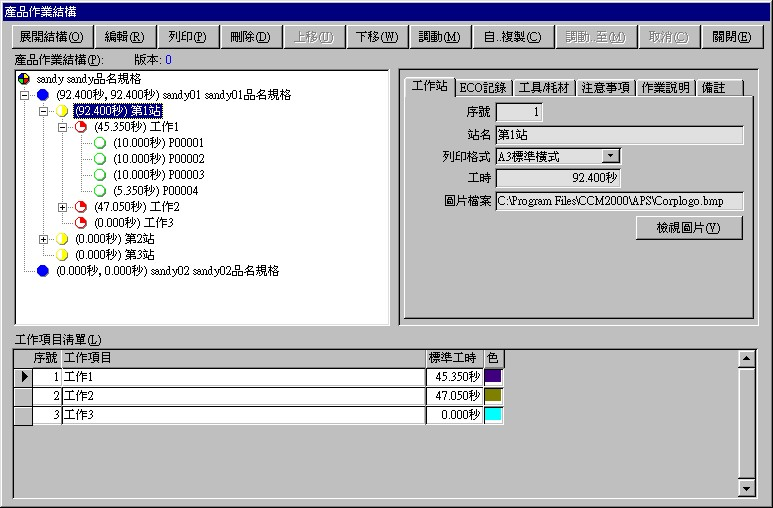 產品作業結構
展開結構(O) 編輯(R) 列印(P) 刪除(D) 上移(U) 下移(W) 調動(M) 自..複製(C) 調動..至(M) 取消(C) 關閉(E)
產品作業結構(P): 版本: 0
sandy sandy品名規格
(92.400秒, 92.400秒) sandy01 sandy01品名規格
(92.400秒) 第1站
(45.350秒) 工作1
(10.000秒) P00001
(10.000秒) P00002
(10.000秒) P00003
(5.350秒) P00004
(47.050秒) 工作2
(0.000秒) 工作3
(0.000秒) 第2站
(0.000秒) 第3站
(0.000秒, 0.000秒) sandy02 sandy02品名規格
工作站 ECO記錄 工具/耗材 注意事項 作業說明 備註
序號 1
站名 第1站
列印格式 A3標準橫式
工時 92.400秒
圖片檔案 C:\Program Files\CCM2000\APS\Corplogo.bmp
檢視圖片(V)
工作項目清單(L)
序號 工作項目 標準工時 色
1 工作1 45.350秒
2 工作2 47.050秒
3 工作3 0.000秒